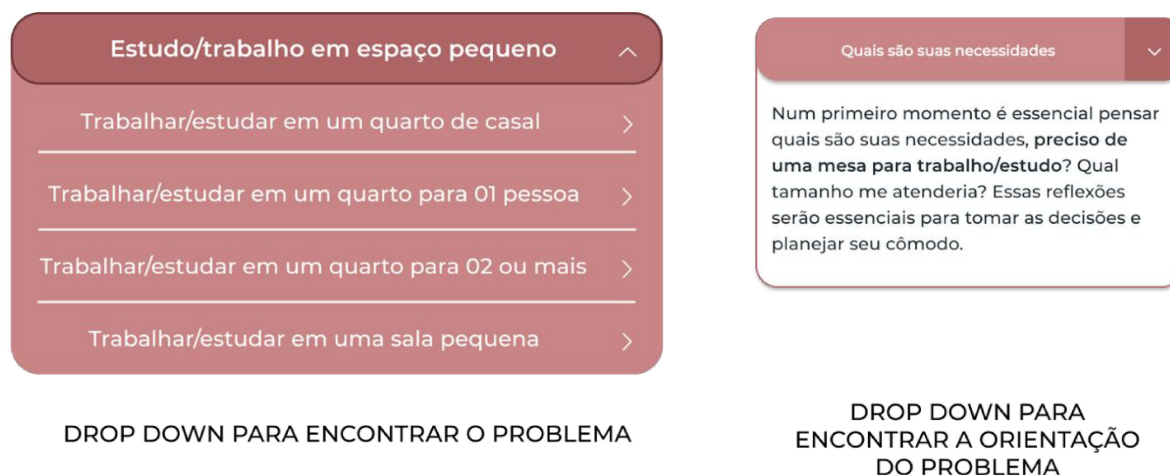 Estudo/trabalho em espaço pequeno
Trabalhar/estudar em um quarto de casal
Trabalhar/estudar em um quarto para 01 pessoa
Trabalhar/estudar em um quarto para 02 ou mais
Trabalhar/estudar em uma sala pequena
DROP DOWN PARA ENCONTRAR O PROBLEMA
Quais são suas necessidades
Num primeiro momento é essencial pensar
quais são suas necessidades, preciso de
uma mesa para trabalho/estudo? Qual
tamanho me atenderia? Essas reflexões
serão essenciais para tomar as decisões e
planejar seu cômodo.
DROP DOWN PARA
ENCONTRAR A ORIENTAÇÃO
DO PROBLEMA